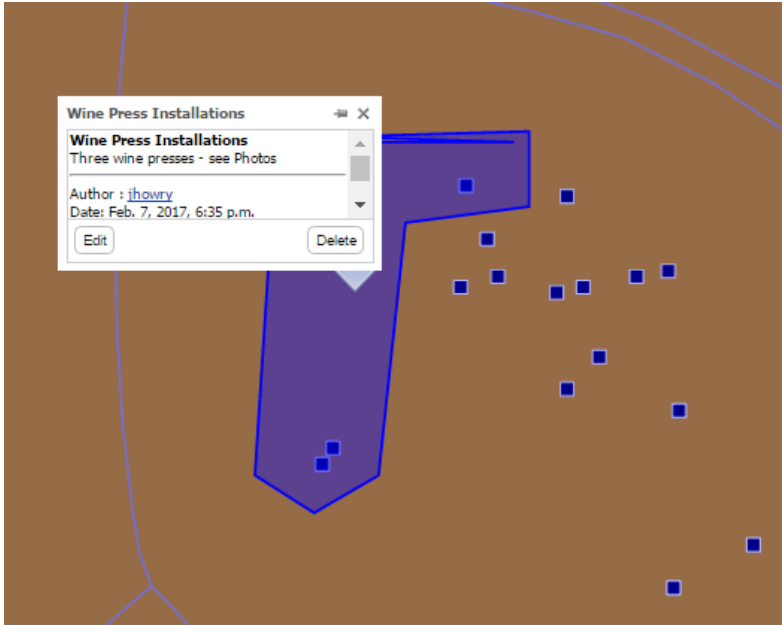 Wine Press Installations
Wine Press Installations
Three wine presses - see Photos
Author : jhowry
Date: Feb. 7, 2017, 6:35 p.m.
Edit Delete